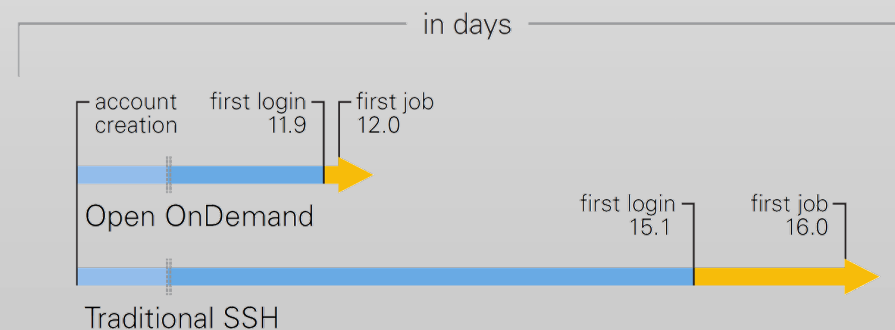 in days
account
creation
first login
11.9
first job
12.0
Open OnDemand
first login
15.1
first job
16.0
Traditional SSH